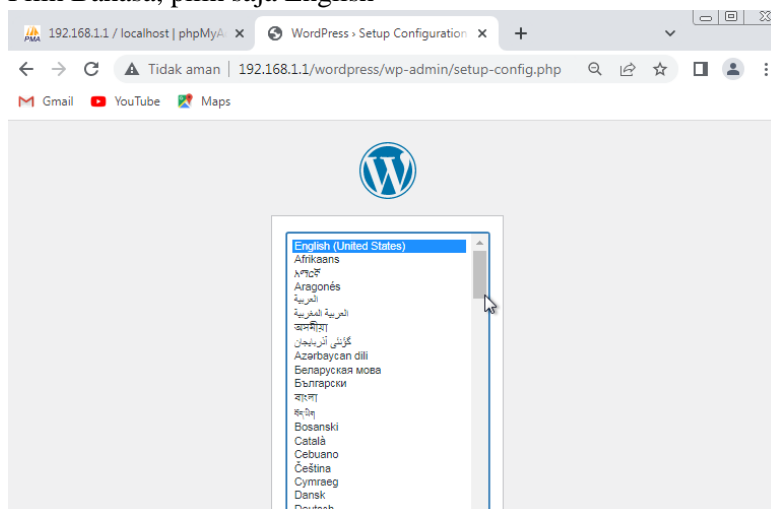 Pilih Bahasa, pilih saja English
192.168.1.1 / localhost | phpMyA
WordPress › Setup Configuration
Tidak aman | 192.168.1.1/wordpress/wp-admin/setup-config.php
Gmail YouTube Maps
English (United States)
Afrikaans
አማርኛ
Aragonés
العربية
العربية المغربية
অসমীয়া
گؤنئی آذربایجان
Azərbaycan dili
Беларуская мова
Български
বাংলা
བོད་ཡིག
Bosanski
Català
Cebuano
Čeština
Cymraeg
Dansk
Deutsch